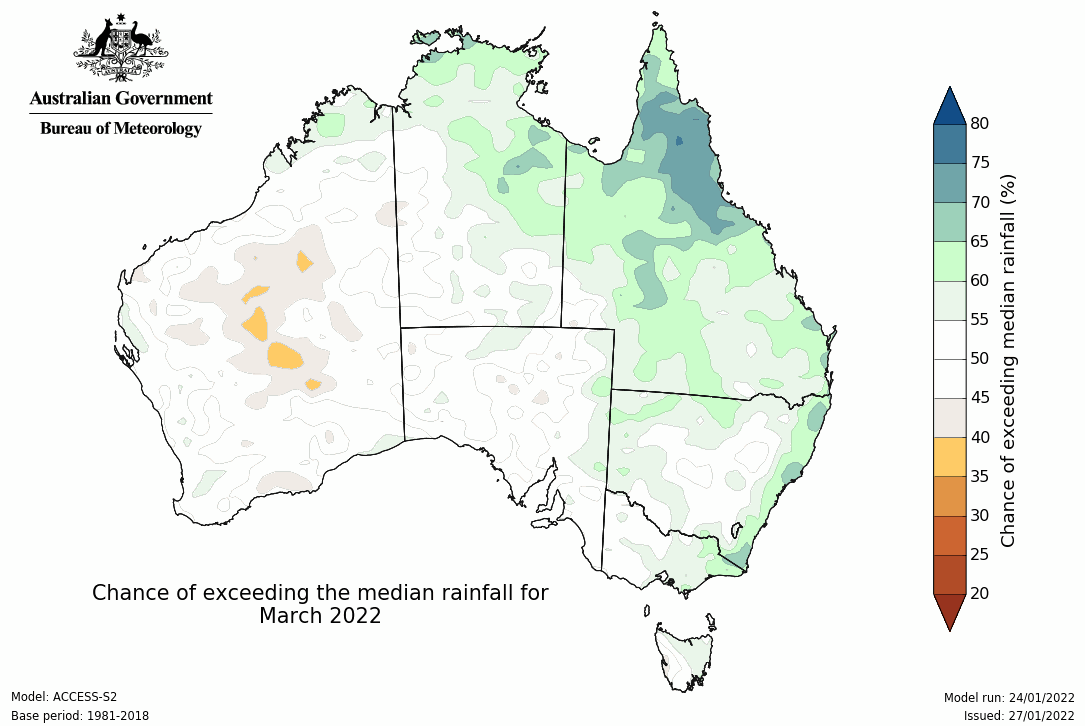 Australian Government
Bureau of Meteorology
80
75
70
65
60
55
50
45
40
35
30
25
20
Chance of exceeding median rainfall (%)
Chance of exceeding the median rainfall for
March 2022
Model: ACCESS-S2
Base period: 1981-2018
Model run: 24/01/2022
Issued: 27/01/2022